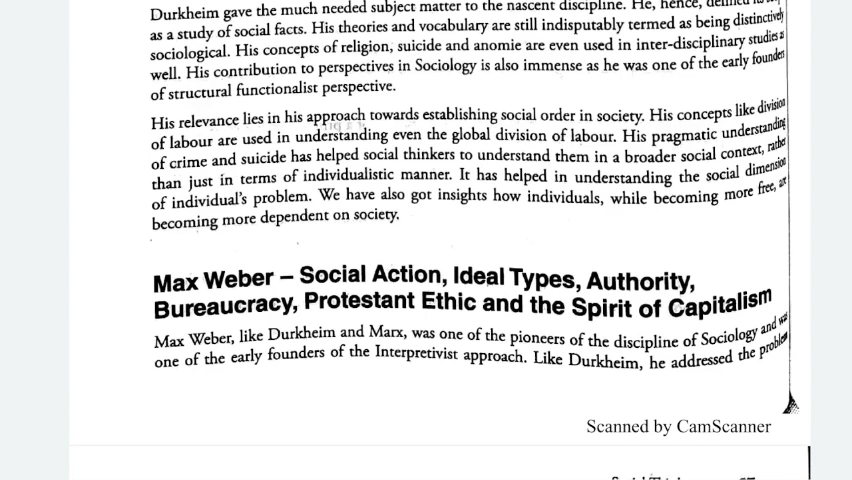 Durkheim gave the much needed subject matter to the nascent discipline. He, hence,
as a study of social facts. His theories and vocabulary are still indisputably termed as being distinctively
sociological. His concepts of religion, suicide and anomie are even used in inter-disciplinary studies as
well. His contribution to perspectives in Sociology is also immense as he was one of the early founders
of structural functionalist perspective.
His relevance lies in his approach towards establishing social order in society. His concepts like division
of labour are used in understanding even the global division of labour. His pragmatic understanding
of crime and suicide has helped social thinkers to understand them in a broader social context, rather
than just in terms of individualistic manner. It has helped in understanding the social dimension
of individual's problem. We have also got insights how individuals, while becoming more free, are
becoming more dependent on society.
Max Weber – Social Action, Ideal Types, Authority,
Bureaucracy, Protestant Ethic and the Spirit of Capitalism
Max Weber, like Durkheim and Marx, was one of the pioneers of the discipline of Sociology and was
one of the early founders of the Interpretivist approach. Like Durkheim, he addressed the problem
Scanned by CamScanner